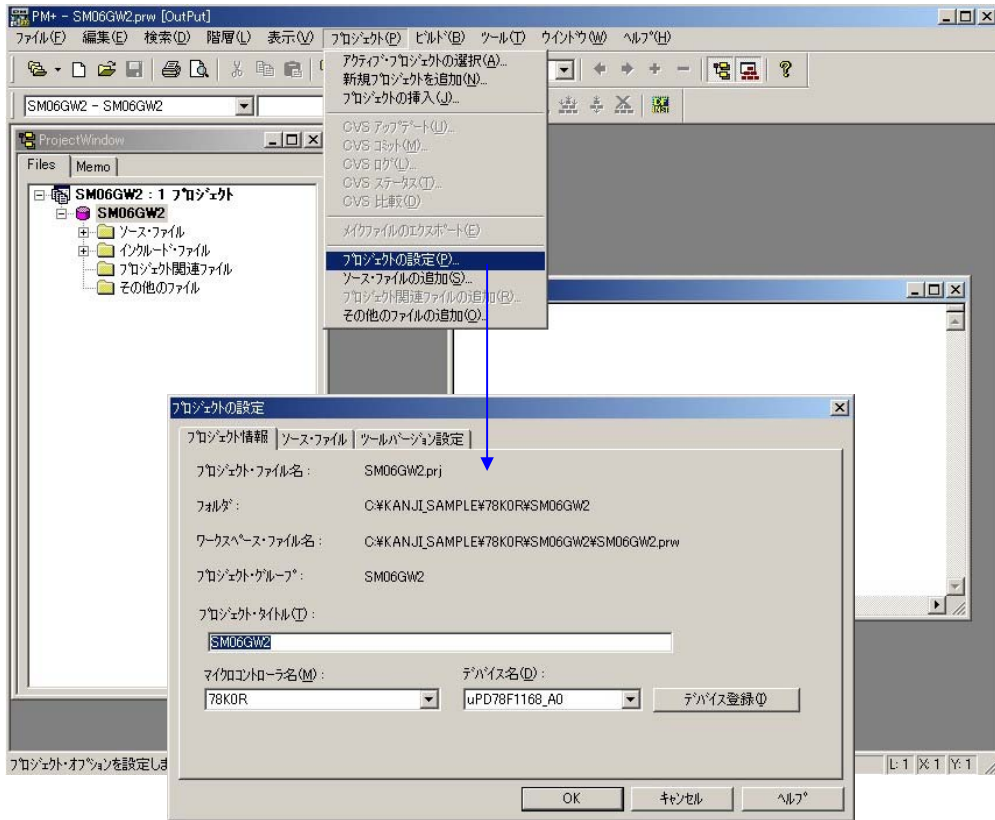 PM+ - SM06GW2.prw [OutPut]
ファイル(F) 編集(E) 検索(D) 階層(L) 表示(V) プロジェクト(P) ビルド(B) ツール(T) ウインドウ(W) ヘルプ(H)
SM06GW2 - SM06GW2
アクティブ・プロジェクトの選択(A)...
新規プロジェクトを追加(N)...
プロジェクトの挿入(J)...
CVS アップデート(U)...
CVS コミット(M)...
CVS ログ(L)...
CVS ステータス(T)...
CVS 比較(D)
メイクファイルのエクスポート(E)
プロジェクトの設定(P)...
ソース・ファイルの追加(S)...
プロジェクト関連ファイルの追加(R)...
その他のファイルの追加(O)...
ProjectWindow
Files Memo
SM06GW2 : 1 プロジェクト
SM06GW2
ソース・ファイル
インクルード・ファイル
プロジェクト関連ファイル
その他のファイル
プロジェクトの設定
プロジェクト情報 ソース・ファイル ツールバージョン設定
プロジェクト・ファイル名 : SM06GW2.prj
フォルダ : C:¥KANJI_SAMPLE¥78K0R¥SM06GW2
ワークスペース・ファイル名 : C:¥KANJI_SAMPLE¥78K0R¥SM06GW2¥SM06GW2.prw
プロジェクト・グループ : SM06GW2
プロジェクト・タイトル(T) :
SM06GW2
マイクロコントローラ名(M) : デバイス名(D) :
78K0R uPD78F1168_A0 デバイス登録(I)
OK キャンセル ヘルプ
プロジェクト・オプションを設定しま
L: 1 X: 1 Y: 1